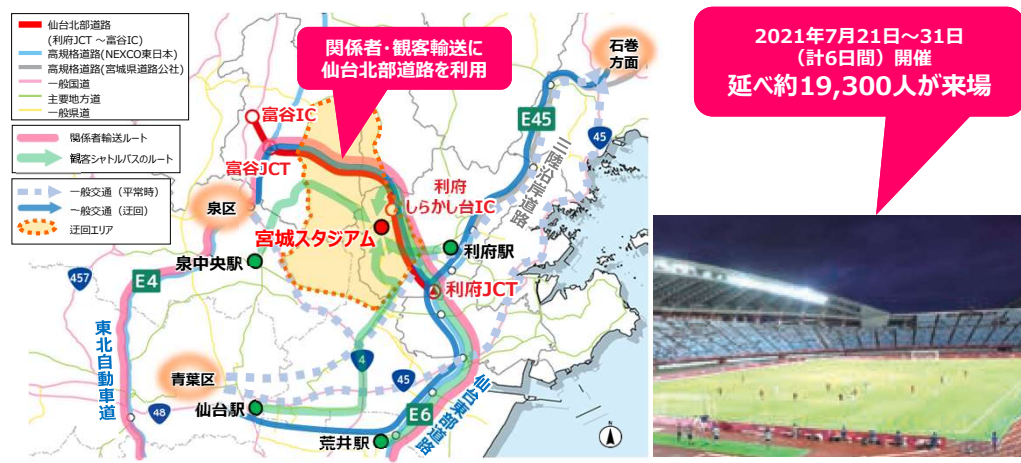 仙台北部道路
(利府JCT ～富谷IC)
高規格道路(NEXCO東日本)
高規格道路(宮城県道路公社)
一般国道
主要地方道
一般県道
関係者輸送ルート
観客シャトルバスのルート
一般交通（平常時）
一般交通（迂回）
迂回エリア
関係者・観客輸送に
仙台北部道路を利用
2021年7月21日～31日
（計6日間）開催
延べ約19,300人が来場
石巻
方面
富谷IC
E45
45
富谷JCT
三陸沿岸道路
利府
しらかし台IC
泉区
宮城スタジアム
利府駅
泉中央駅
457
E4
利府JCT
東北自動車道
4
青葉区
45
48
仙台駅
E6
仙台東部道路
荒井駅
N